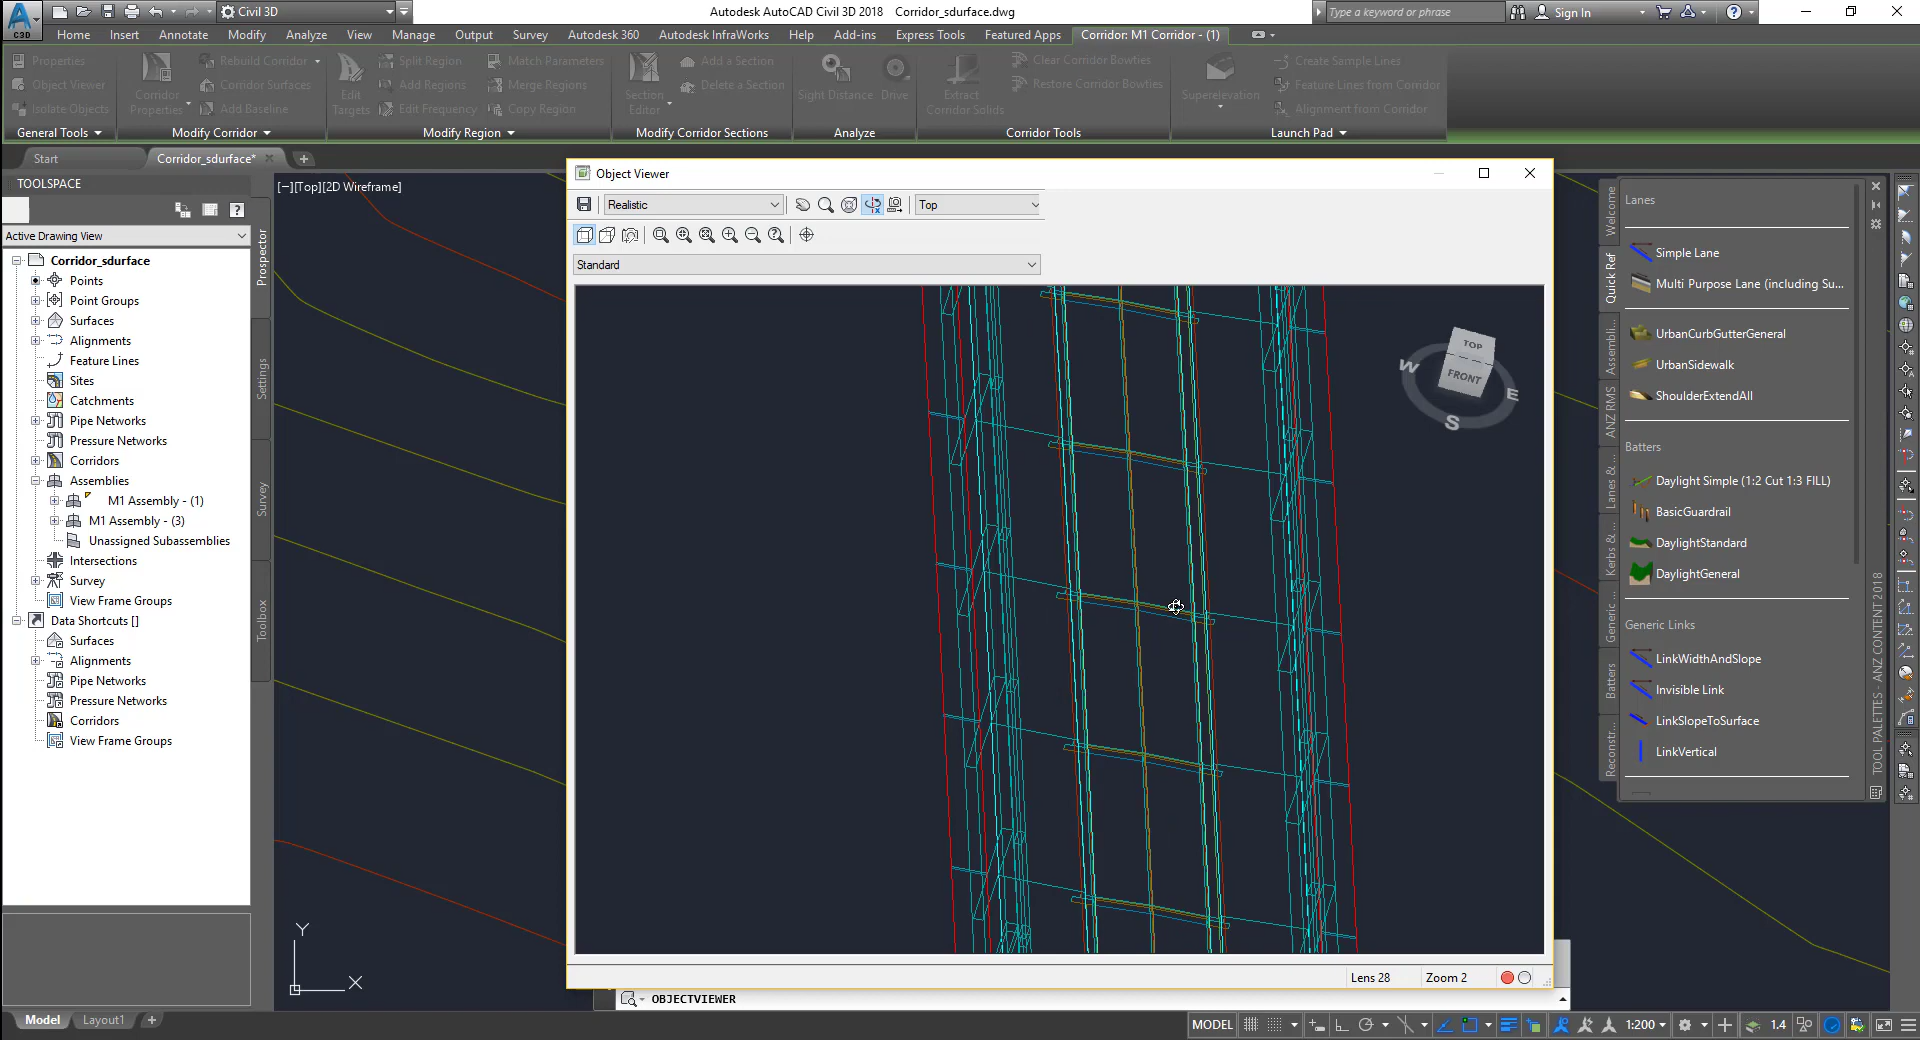 Civil 3D
Autodesk AutoCAD Civil 3D 2018 Corridor_sdurface.dwg
Type a keyword or phrase
Sign In
C3D
Home Insert Annotate Modify Analyze View Manage Output Survey Autodesk 360 Autodesk InfraWorks Help Add-ins Express Tools Featured Apps Corridor: M1 Corridor - (1)
Properties
Object Viewer
Isolate Objects
General Tools
Corridor Properties
Rebuild Corridor
Corridor Surfaces
Add Baseline
Modify Corridor
Edit Targets
Split Region
Add Regions
Edit Frequency
Match Parameters
Merge Regions
Copy Region
Modify Region
Section Editor
Add a Section
Delete a Section
Modify Corridor Sections
Sight Distance
Drive
Analyze
Extract Corridor Solids
Clear Corridor Bowties
Restore Corridor Bowties
Corridor Tools
Superelevation
Create Sample Lines
Feature Lines from Corridor
Alignment from Corridor
Launch Pad
Start
Corridor_sdurface*
TOOLSPACE
Active Drawing View
Corridor_sdurface
Points
Point Groups
Surfaces
Alignments
Feature Lines
Sites
Catchments
Pipe Networks
Pressure Networks
Corridors
Assemblies
M1 Assembly - (1)
M1 Assembly - (3)
Unassigned Subassemblies
Intersections
Survey
View Frame Groups
Data Shortcuts []
Surfaces
Alignments
Pipe Networks
Pressure Networks
Corridors
View Frame Groups
Prospector
Settings
Survey
Toolbox
[−][Top][2D Wireframe]
Y
X
Object Viewer
Realistic
Top
Standard
TOP
FRONT
W
E
S
Lens 28
Zoom 2
OBJECTVIEWER
Welcome
Quick Ref
Assembli...
ANZ RMS
Lanes & ...
Kerbs & ...
Generic ...
Batters
Reconstr...
Lanes
Simple Lane
Multi Purpose Lane (including Su...
UrbanCurbGutterGeneral
UrbanSidewalk
ShoulderExtendAll
Batters
Daylight Simple (1:2 Cut 1:3 FILL)
BasicGuardrail
DaylightStandard
DaylightGeneral
Generic Links
LinkWidthAndSlope
Invisible Link
LinkSlopeToSurface
LinkVertical
TOOL PALETTES - ANZ CONTENT 2018
Model
Layout1
MODEL
1:200
1.4